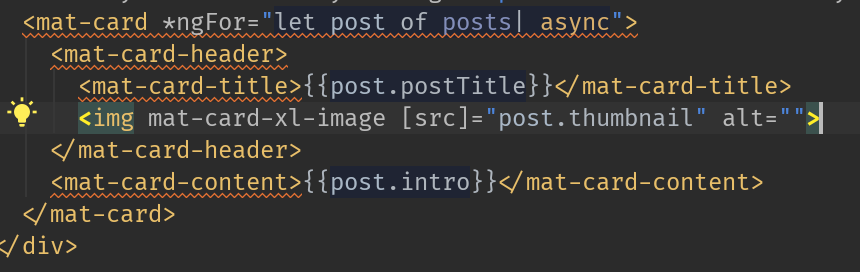 <mat-card *ngFor="let post of posts| async">
<mat-card-header>
<mat-card-title>{{post.postTitle}}</mat-card-title>
<img mat-card-xl-image [src]="post.thumbnail" alt="">
</mat-card-header>
<mat-card-content>{{post.intro}}</mat-card-content>
</mat-card>
</div>